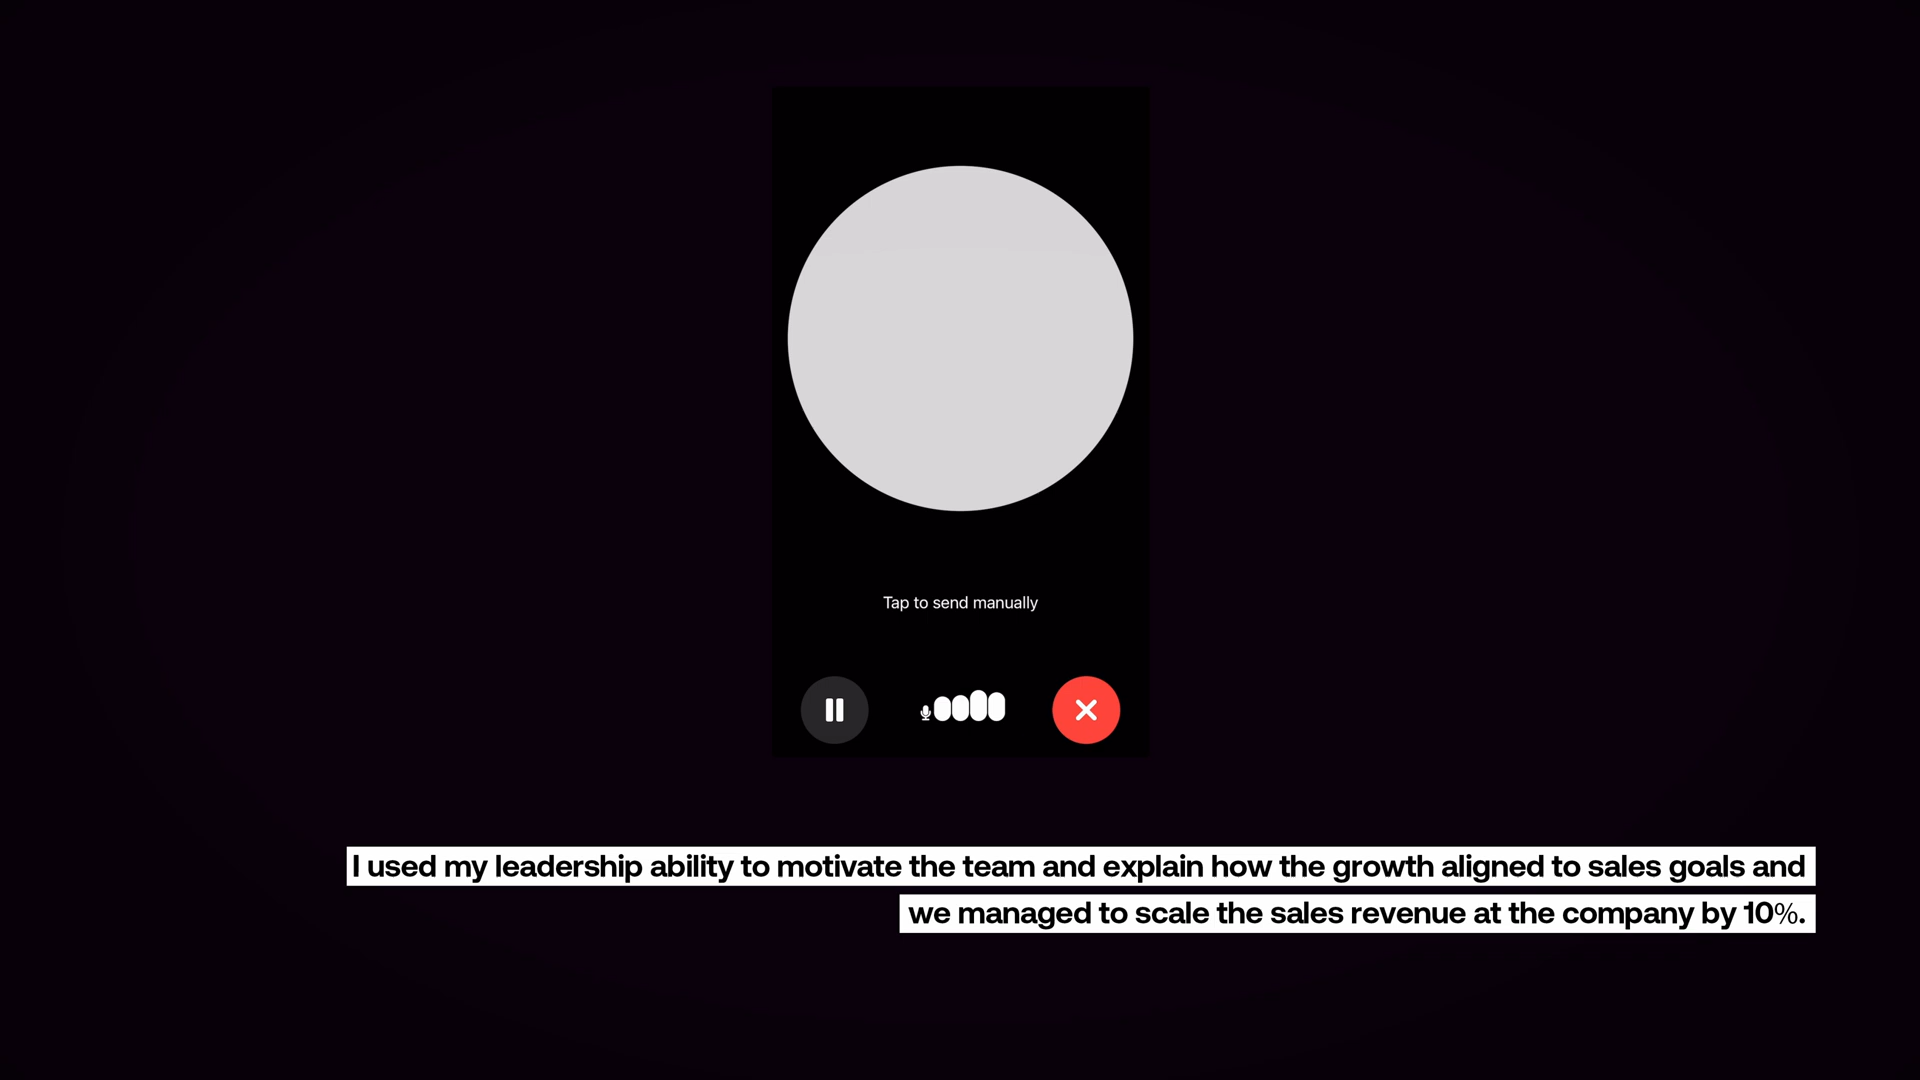 Tap to send manually
I used my leadership ability to motivate the team and explain how the growth aligned to sales goals and
we managed to scale the sales revenue at the company by 10%.